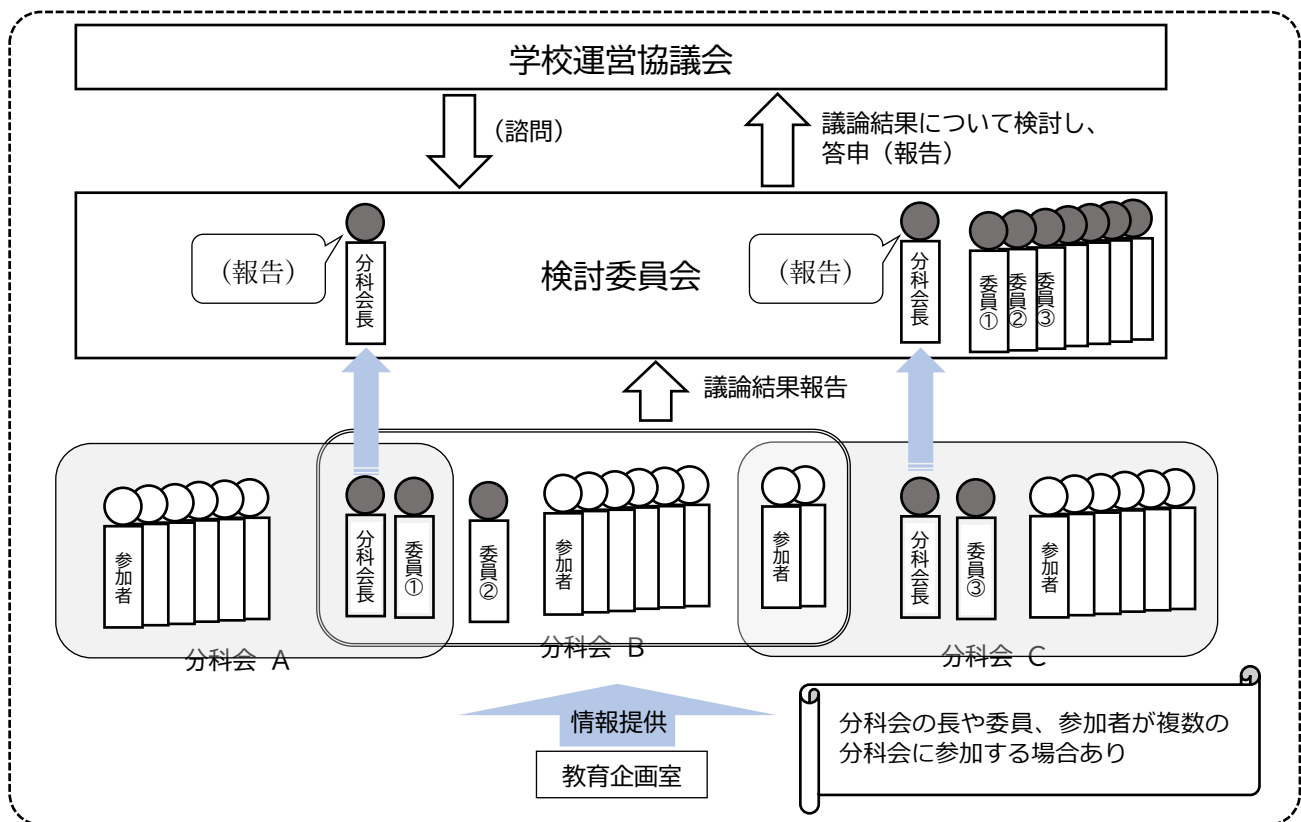 学校運営協議会
(諮問)
議論結果について検討し、
答申(報告)
(報告)
分科会長
検討委員会
(報告)
分科会長
委員①
委員②
委員③
議論結果報告
参加者
分科会長
委員①
委員②
参加者
参加者
分科会長
委員③
参加者
分科会 A
分科会 B
分科会 C
情報提供
教育企画室
分科会の長や委員、参加者が複数の
分科会に参加する場合あり